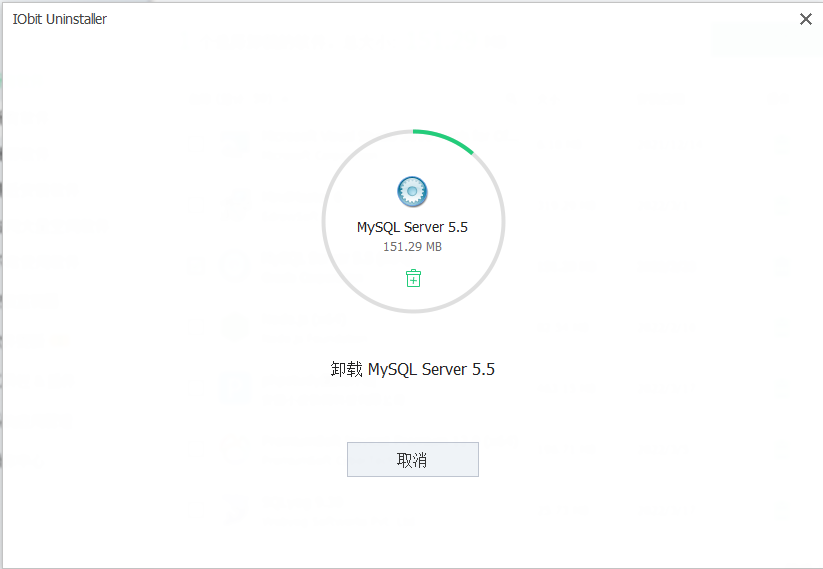 IObit Uninstaller
MySQL Server 5.5
151.29 MB
卸载 MySQL Server 5.5
取消